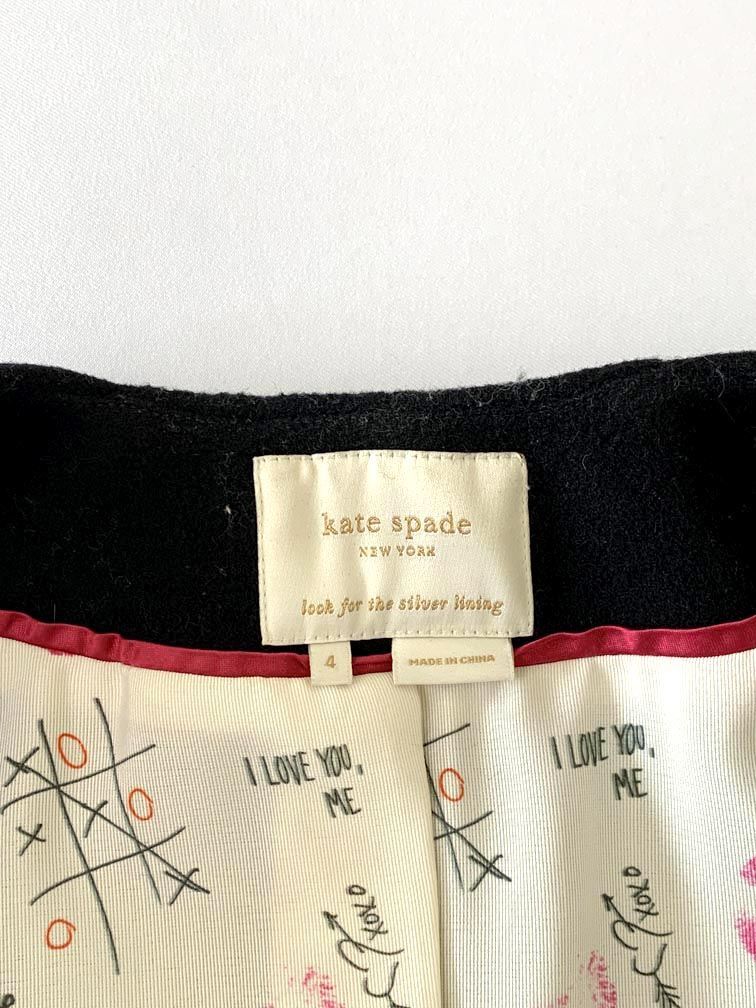 kate spade
NEW YORK
look for the silver lining
4
MADE IN CHINA
I LOVE YOU,
ME
I LOVE YOU,
ME
XOXO
XOXO